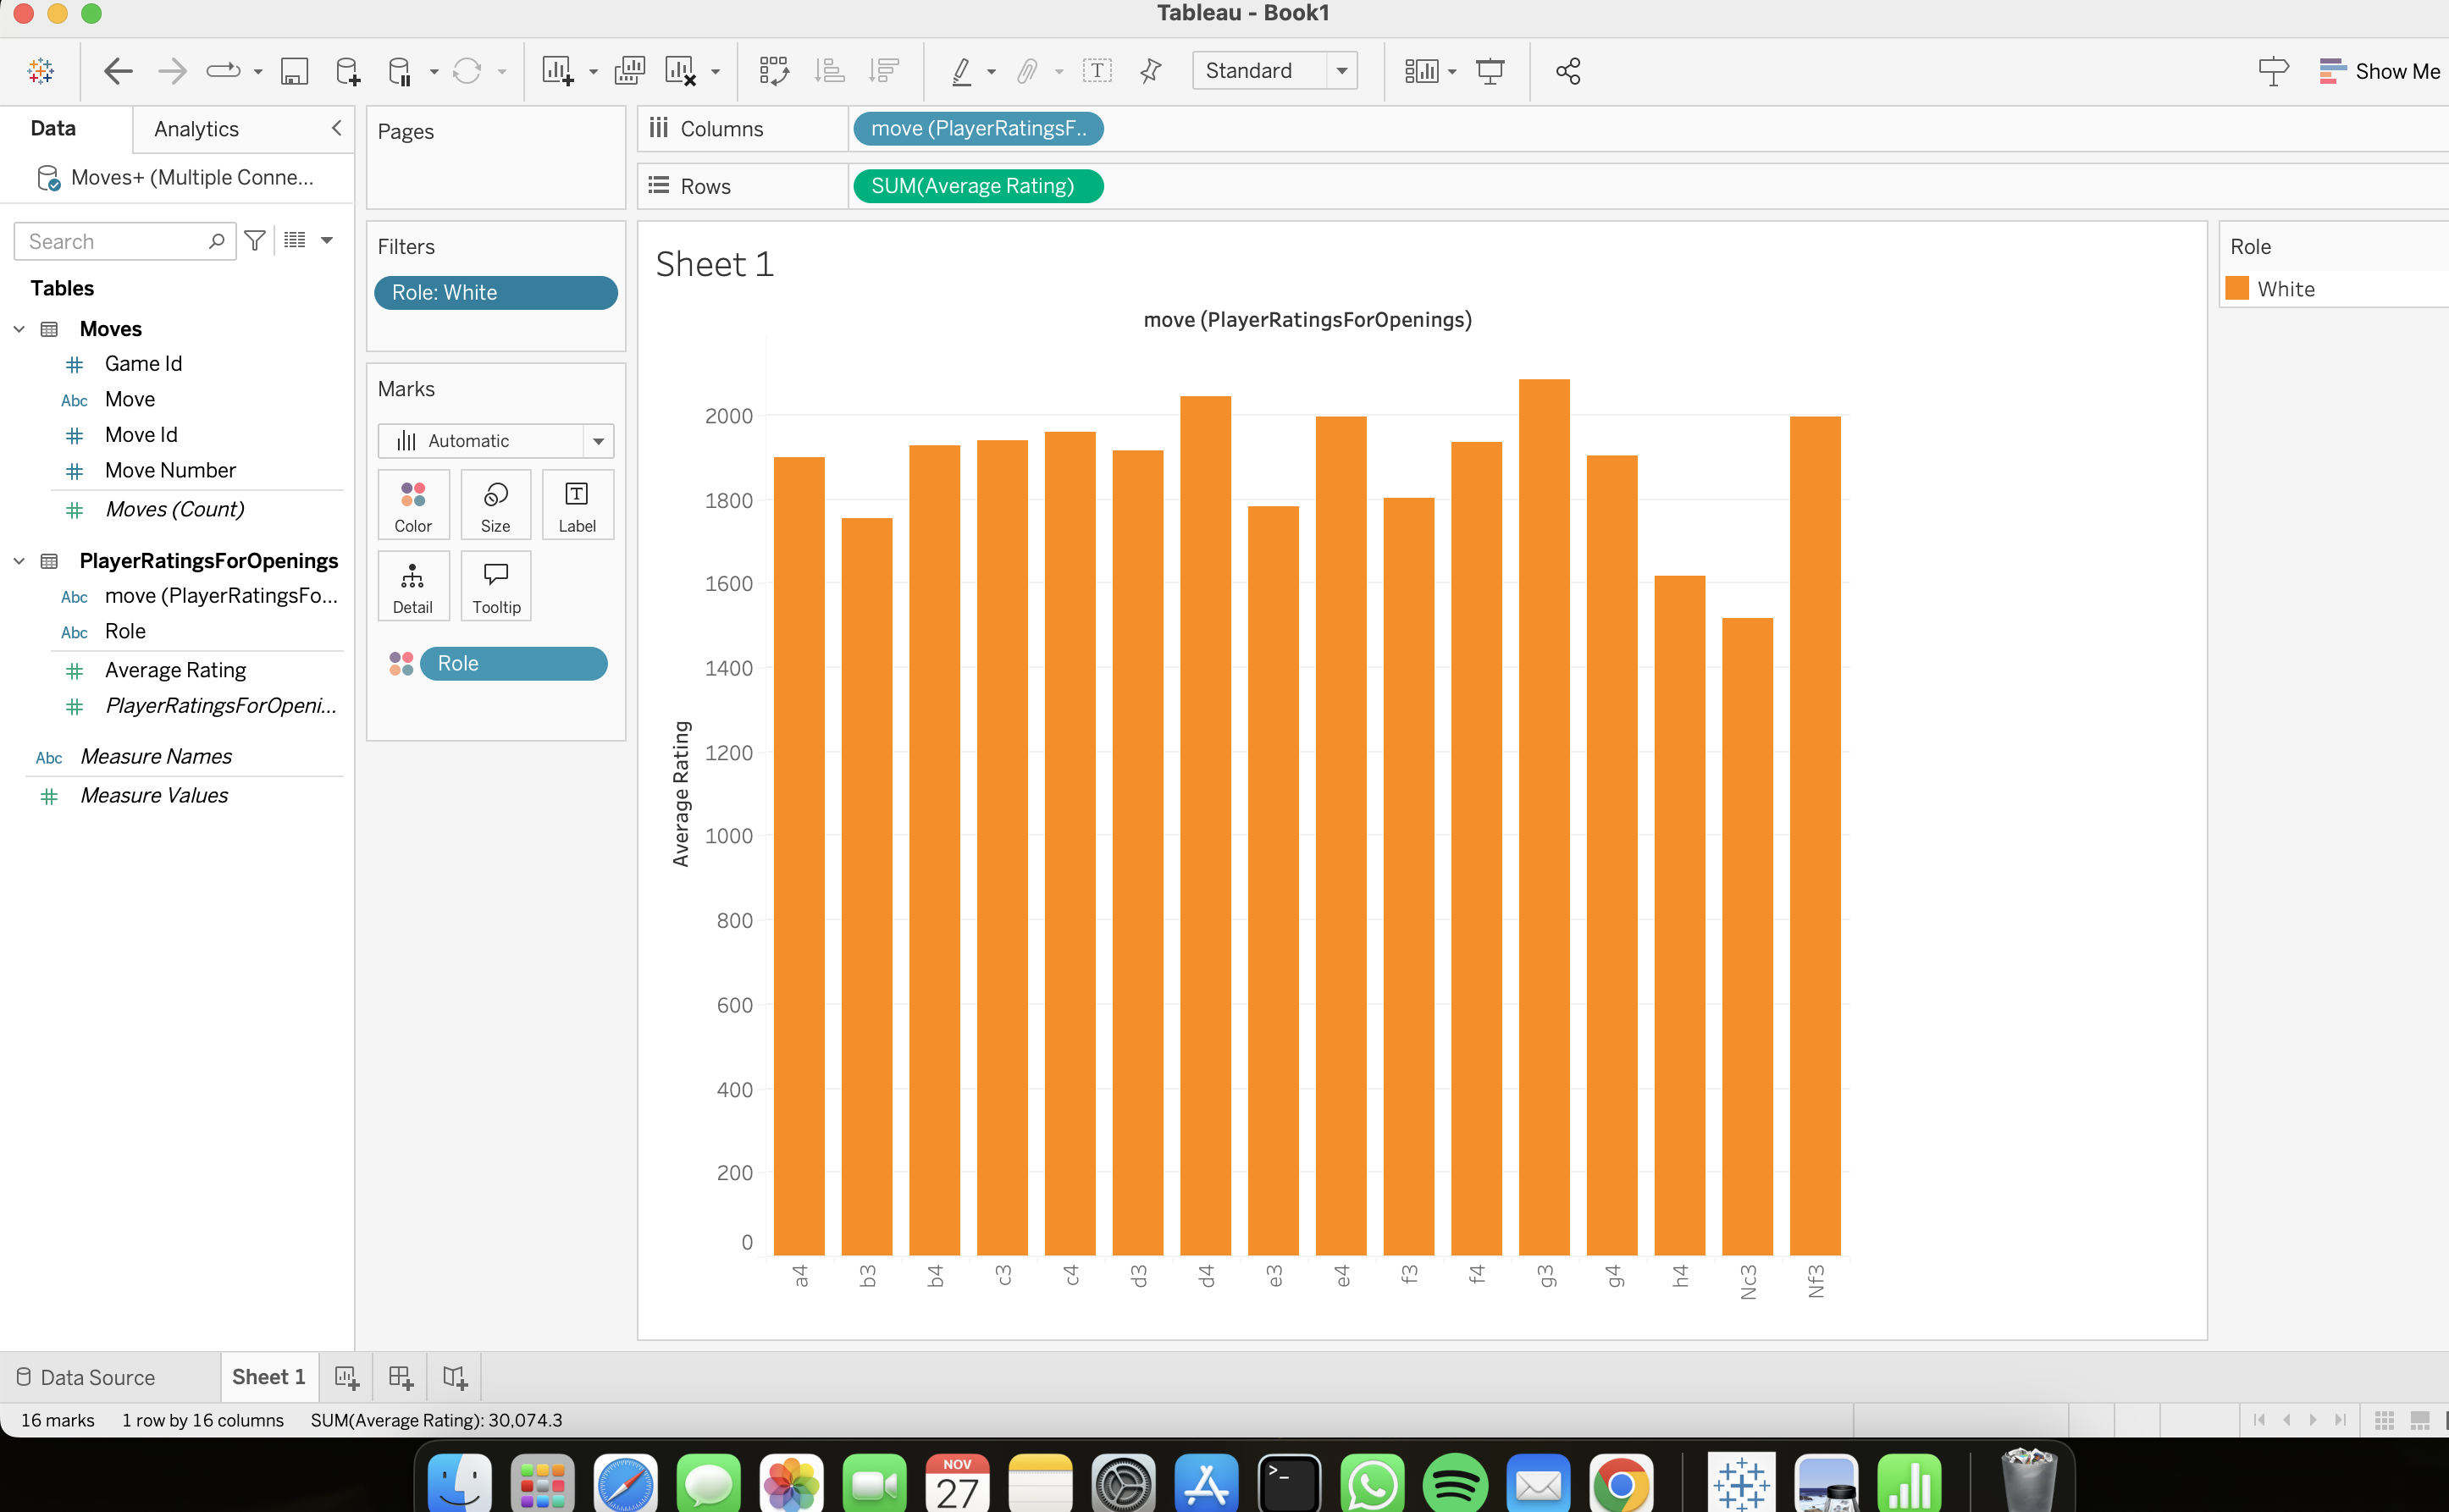 Tableau - Book1
Standard
Show Me
Data
Analytics
Moves+ (Multiple Conne...
Search
Tables
Moves
Game Id
Abc Move
Move Id
Move Number
Moves (Count)
PlayerRatingsForOpenings
Abc move (PlayerRatingsFo...
Abc Role
Average Rating
PlayerRatingsForOpeni...
Abc Measure Names
Measure Values
Pages
Filters
Role: White
Marks
Automatic
Color Size Label
Detail Tooltip
Role
Columns move (PlayerRatingsF..
Rows SUM(Average Rating)
Sheet 1
move (PlayerRatingsForOpenings)
2000
1800
1600
1400
1200
1000
800
600
400
200
0
Average Rating
a4 b3 b4 c3 c4 d3 d4 e3 e4 f3 f4 g3 g4 h4 Nc3 Nf3
Role
White
Data Source
Sheet 1
16 marks 1 row by 16 columns SUM(Average Rating): 30,074.3
NOV
27